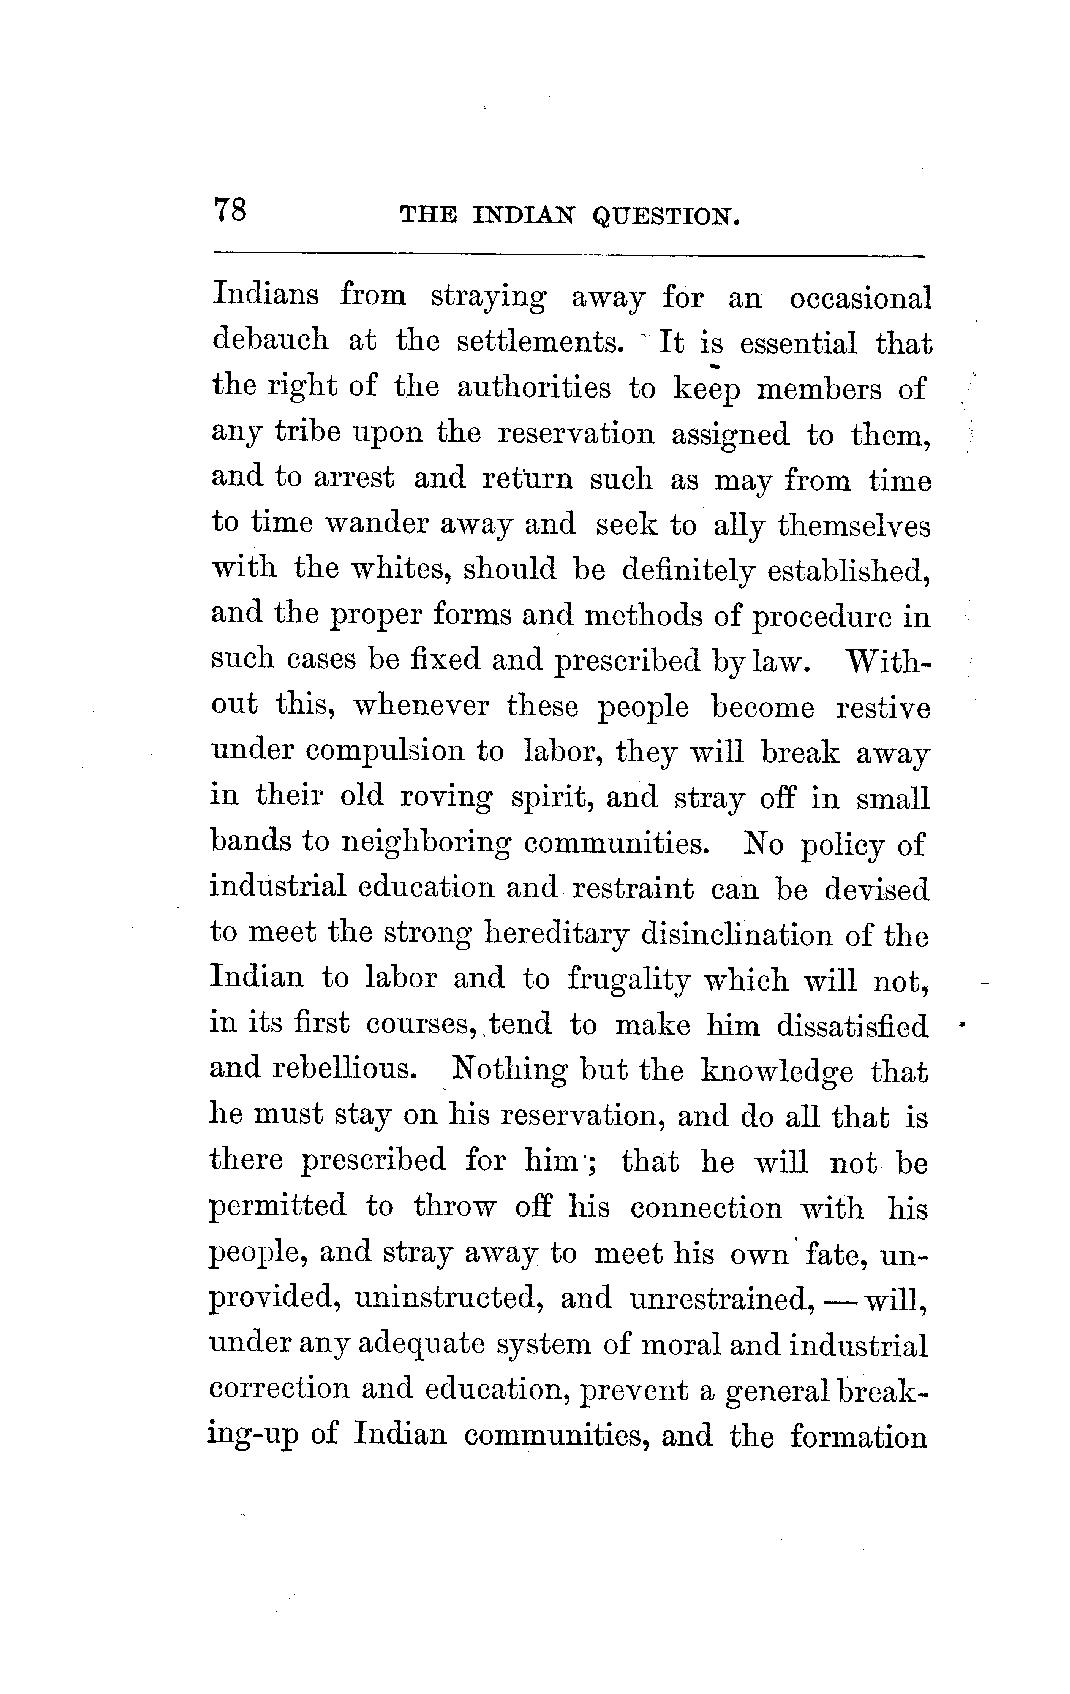 78 THE INDIAN QUESTION.
Indians from straying away for an occasional
debauch at the settlements. It is essential that
the right of the authorities to keep members of
any tribe upon the reservation assigned to them,
and to arrest and return such as may from time
to time wander away and seek to ally themselves
with the whites, should be definitely established,
and the proper forms and methods of procedure in
such cases be fixed and prescribed by law. With-
out this, whenever these people become restive
under compulsion to labor, they will break away
in their old roving spirit, and stray off in small
bands to neighboring communities. No policy of
industrial education and restraint can be devised
to meet the strong hereditary disinclination of the
Indian to labor and to frugality which will not,
in its first courses, tend to make him dissatisfied
and rebellious. Nothing but the knowledge that
he must stay on his reservation, and do all that is
there prescribed for him; that he will not be
permitted to throw off his connection with his
people, and stray away to meet his own fate, un-
provided, uninstructed, and unrestrained, — will,
under any adequate system of moral and industrial
correction and education, prevent a general break-
ing-up of Indian communities, and the formation